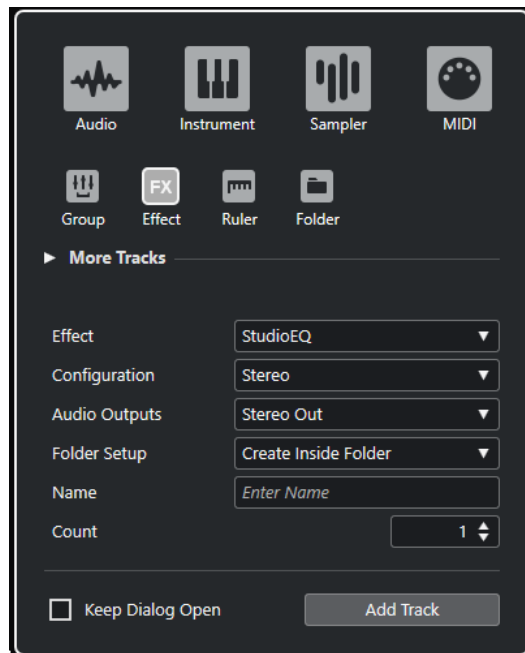 Audio Instrument Sampler MIDI
FX
Group Effect Ruler Folder
More Tracks
Effect StudioEQ
Configuration Stereo
Audio Outputs Stereo Out
Folder Setup Create Inside Folder
Name Enter Name
Count 1
Keep Dialog Open Add Track